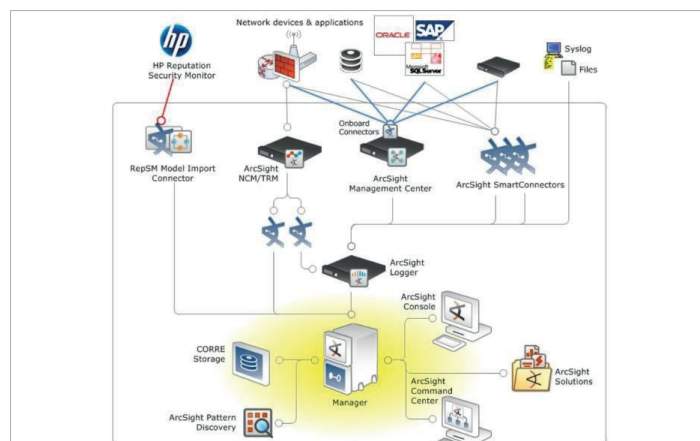 Network devices & applications
ORACLE
SAP
Microsoft
SQL Server
hp
HP Reputation
Security Monitor
Syslog
Files
Onboard
Connectors
RepSM Model Import
Connector
ArcSight
NCM/TRM
ArcSight
Management Center
ArcSight SmartConnectors
ArcSight
Logger
ArcSight
Console
CORRE
Storage
Manager
ArcSight
Command
Center
ArcSight
Solutions
ArcSight Pattern
Discovery